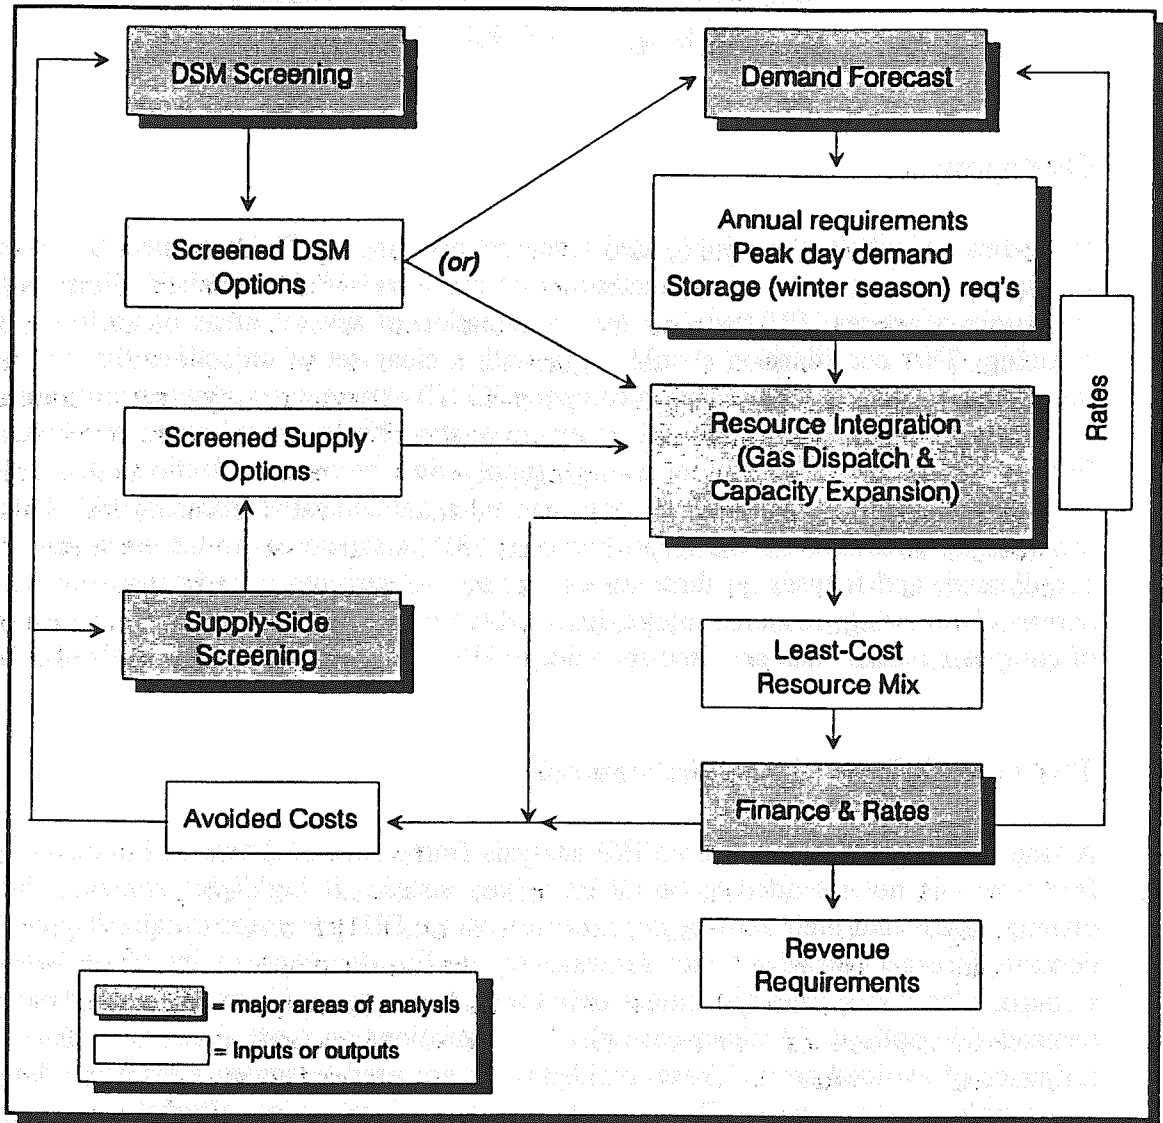 DSM Screening
Demand Forecast
Screened DSM
Options
(or)
Annual requirements
Peak day demand
Storage (winter season) req's
Rates
Screened Supply
Options
Resource Integration
(Gas Dispatch &
Capacity Expansion)
Supply-Side
Screening
Least-Cost
Resource Mix
Avoided Costs
Finance & Rates
Revenue
Requirements
= major areas of analysis
= Inputs or outputs